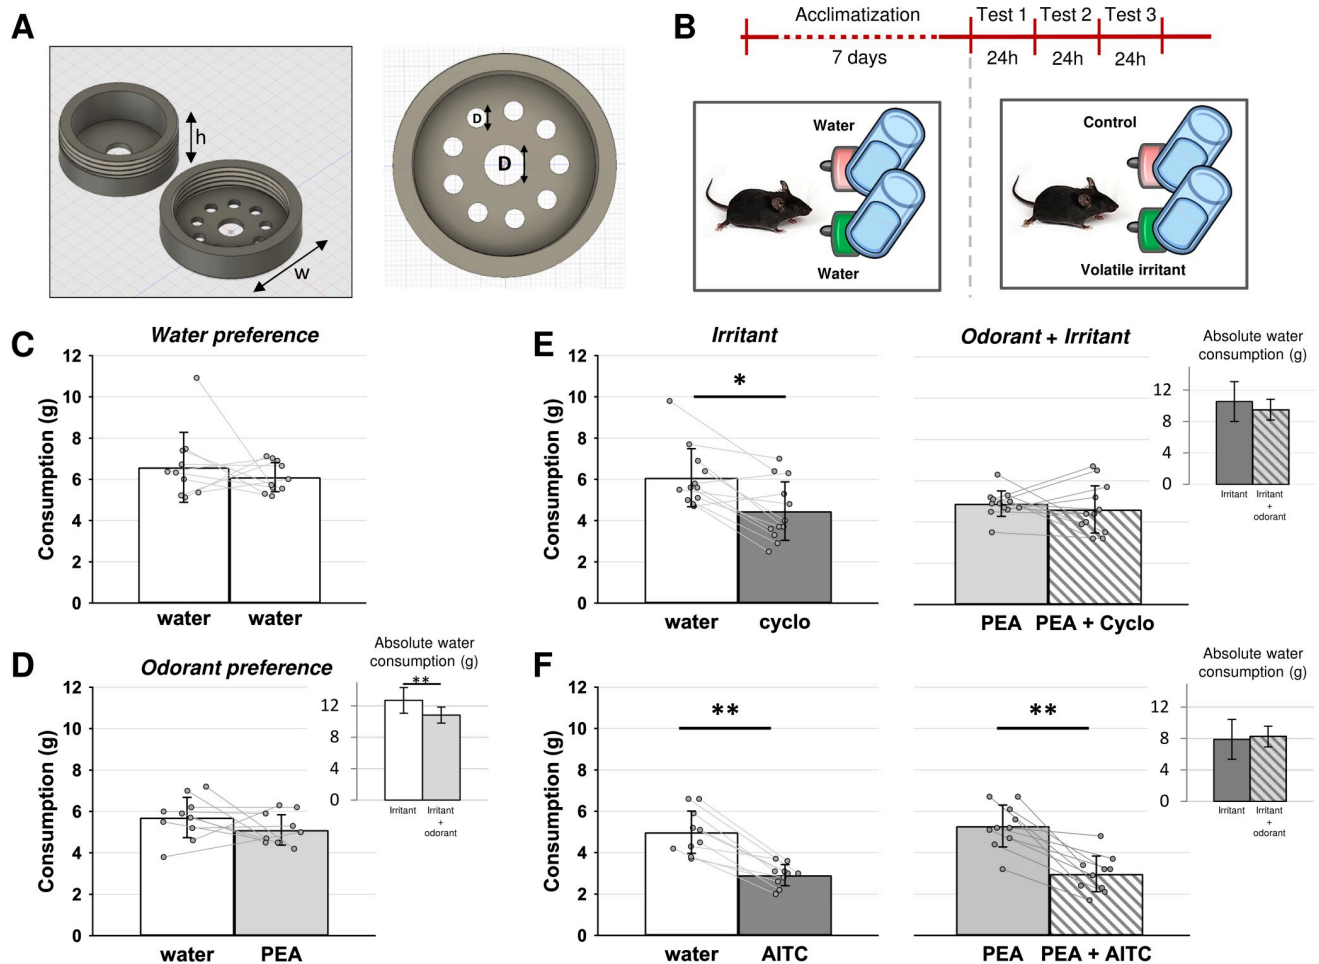 A
h
w
D
D
B
Acclimatization
Test 1
Test 2
Test 3
7 days
24h
24h
24h
Water
Water
Control
Volatile irritant
C
Water preference
Consumption (g)
12
10
8
6
4
2
0
water
water
D
Odorant preference
Consumption (g)
12
10
8
6
4
2
0
water
PEA
Absolute water
consumption (g)
**
12
8
4
0
Irritant
Irritant
+
odorant
E
Irritant
Consumption (g)
12
10
8
6
4
2
0
*
water
cyclo
Odorant + Irritant
PEA
PEA + Cyclo
Absolute water
consumption (g)
12
8
4
0
Irritant
Irritant
+
odorant
F
Consumption (g)
12
10
8
6
4
2
0
**
water
AITC
**
PEA
PEA + AITC
Absolute water
consumption (g)
12
8
4
0
Irritant
Irritant
+
odorant